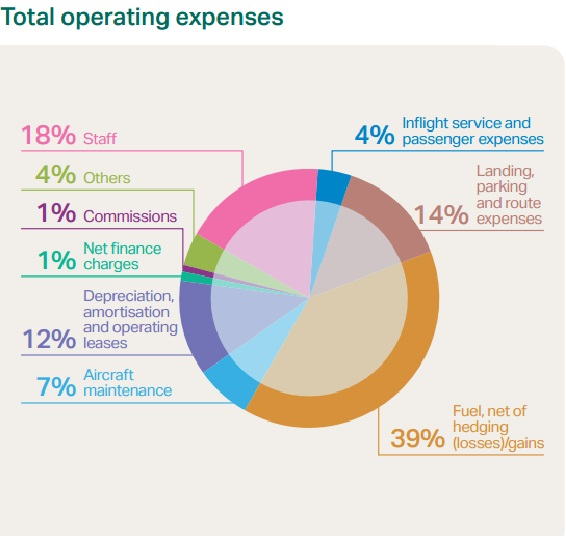 Total operating expenses
18% Staff
4% Others
1% Commissions
1% Net finance
charges
Depreciation,
amortisation
and operating
12% leases
7% Aircraft
maintenance
4% Inflight service and
passenger expenses
Landing,
parking
and route
14% expenses
Fuel, net of
hedging
39% (losses)/gains